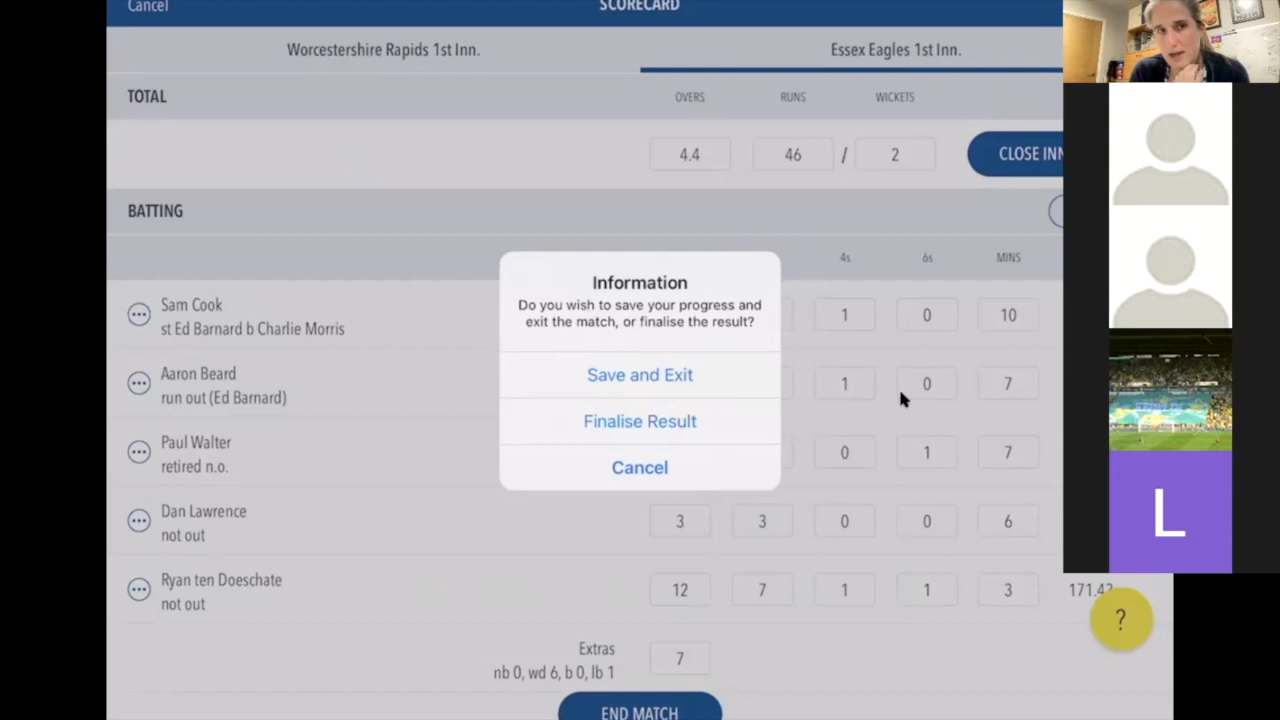 Cancel
SCORECARD
Worcestershire Rapids 1st Inn.
Essex Eagles 1st Inn.
TOTAL
OVERS
RUNS
WICKETS
4.4
46
/
2
CLOSE INN
BATTING
4s
6s
MINS
Information
Do you wish to save your progress and
exit the match, or finalise the result?
Save and Exit
Finalise Result
Cancel
Sam Cook
st Ed Barnard b Charlie Morris
1
0
10
Aaron Beard
run out (Ed Barnard)
1
0
7
Paul Walter
retired n.o.
0
1
7
Dan Lawrence
not out
3
3
0
0
6
Ryan ten Doeschate
not out
12
7
1
1
3
171.43
Extras
nb 0, wd 6, b 0, lb 1
7
?
END MATCH
L